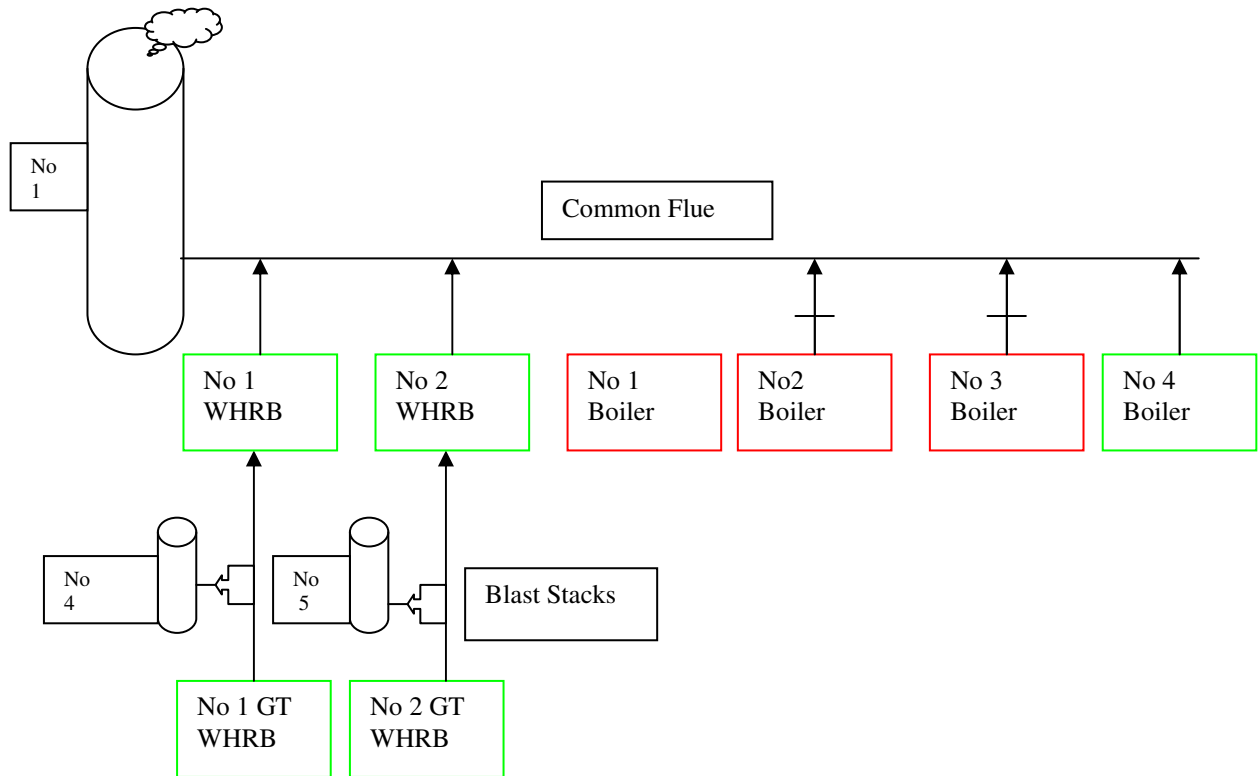 No
1
Common Flue
No 1
WHRB
No 2
WHRB
No 1
Boiler
No2
Boiler
No 3
Boiler
No 4
Boiler
No
4
No
5
Blast Stacks
No 1 GT
WHRB
No 2 GT
WHRB